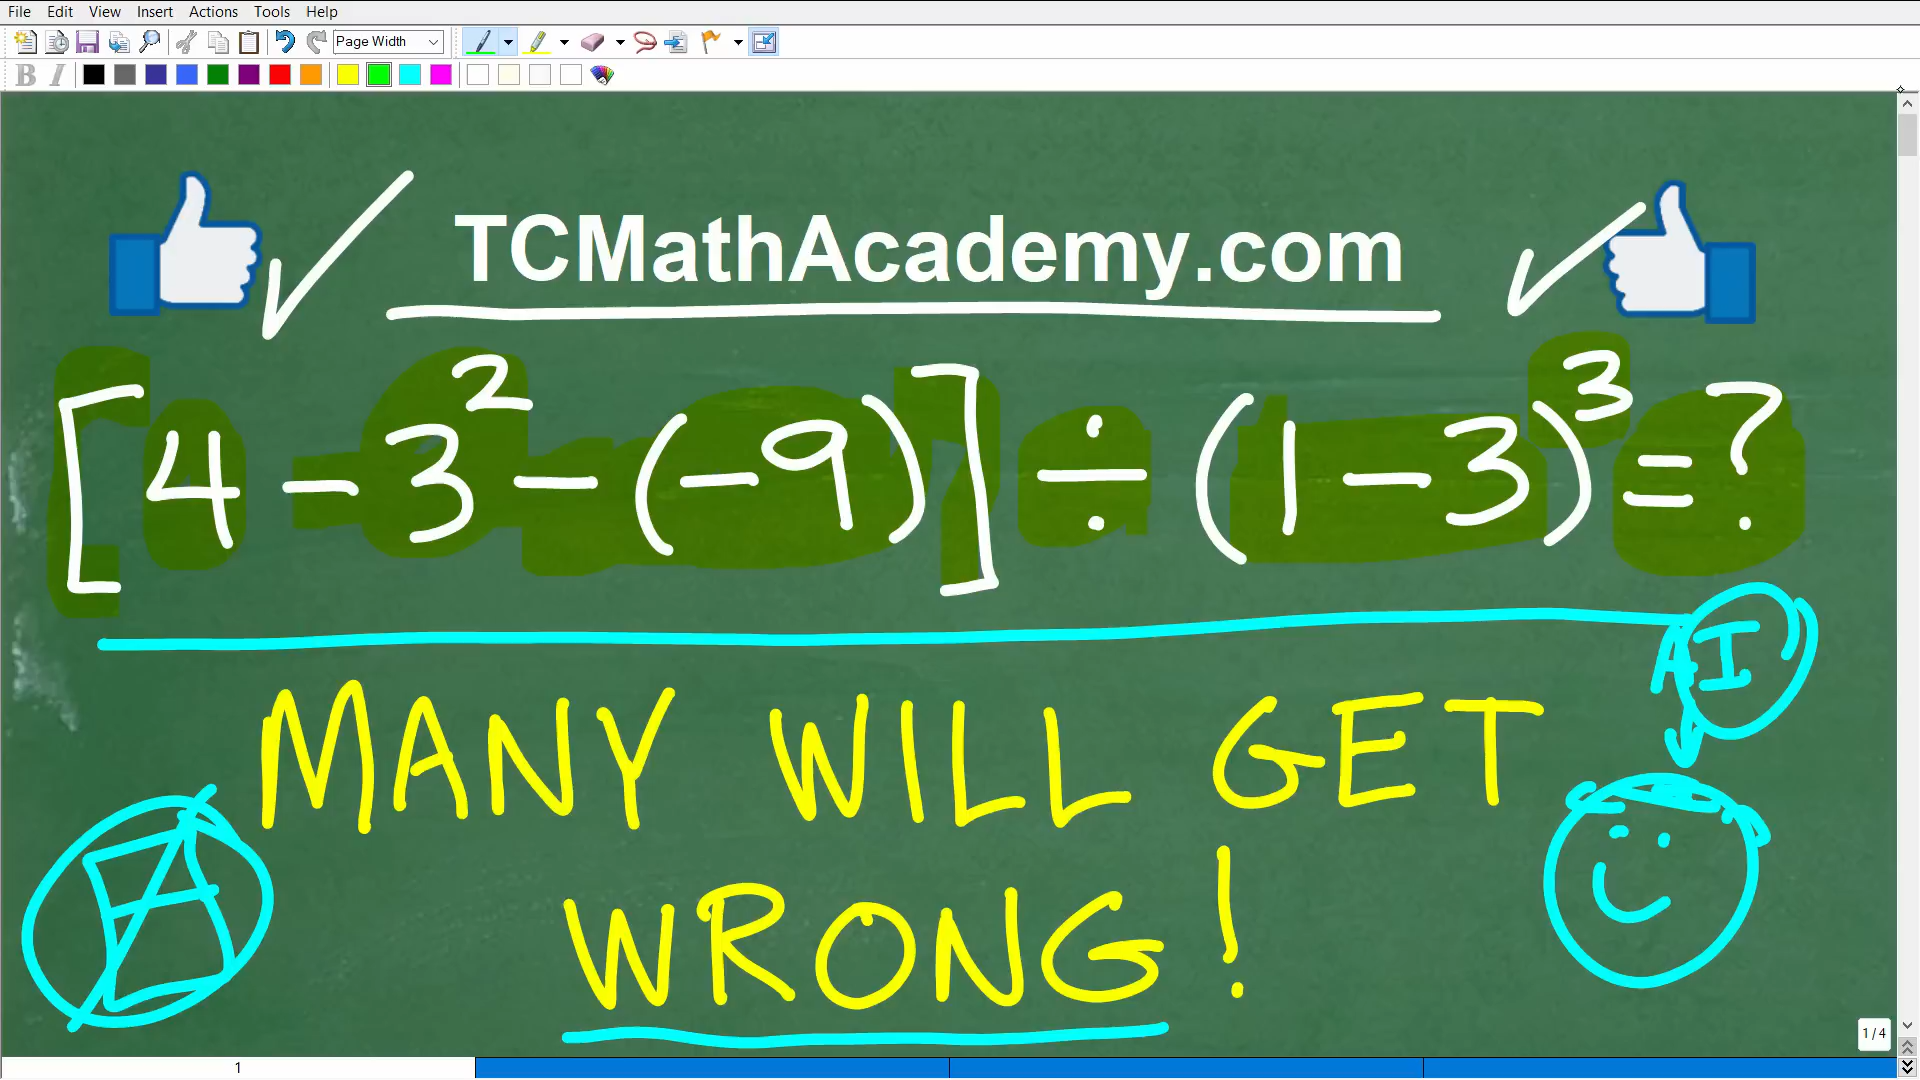 File Edit View Insert Actions Tools Help
Page Width
B I
TCMathAcademy.com
[4-3²-(-9)]÷(1-3)³=?
AI
MANY WILL GET
WRONG!
1/4
1